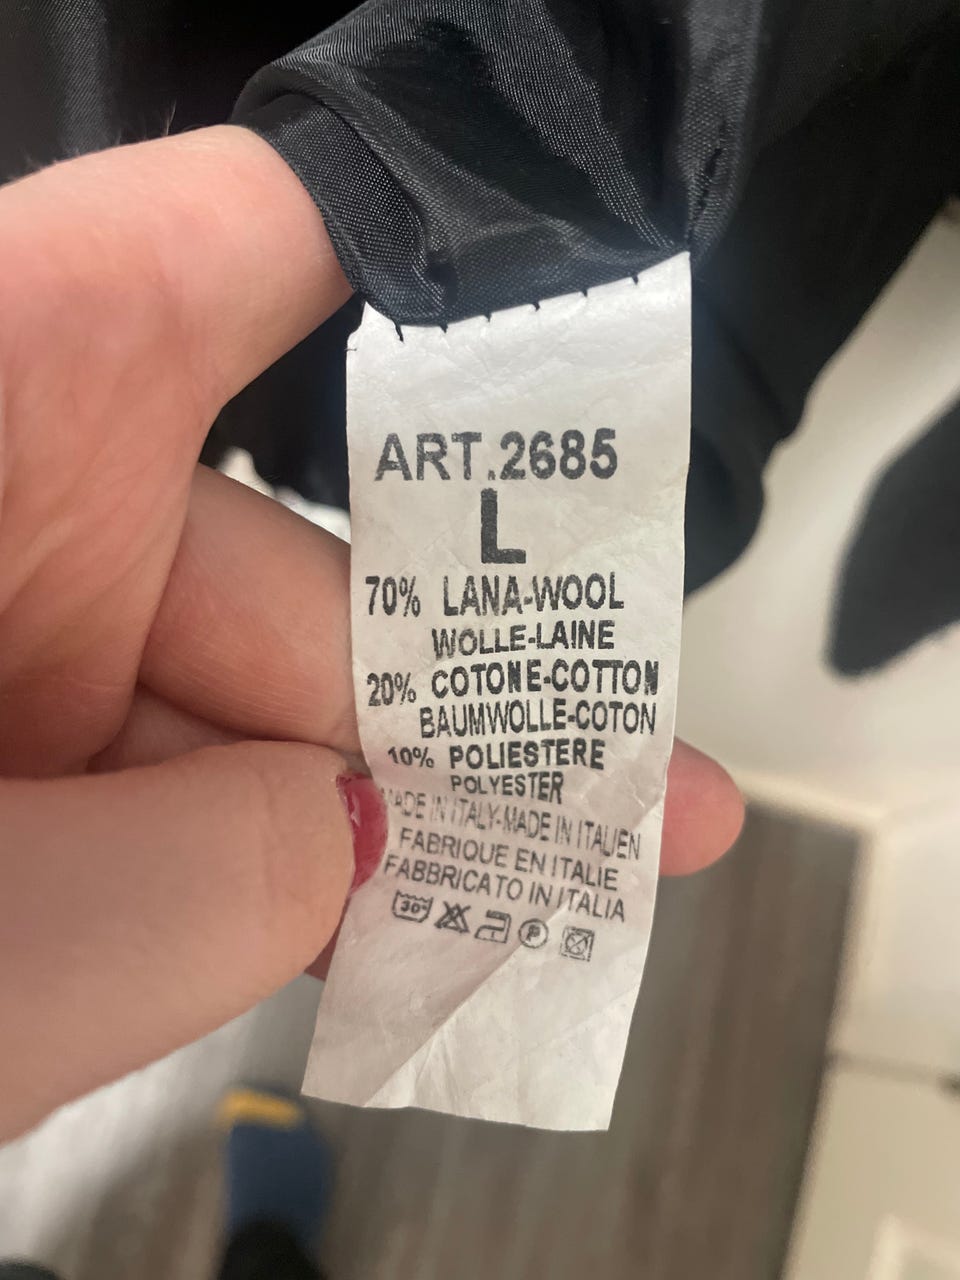 ART.2685
L
70% LANA-WOOL
WOLLE-LAINE
20% COTONE-COTTON
BAUMWOLLE-COTON
10% POLIESTERE
POLYESTER
MADE IN ITALY-MADE IN ITALIEN
FABRIQUE EN ITALIE
FABBRICATO IN ITALIA
30° P